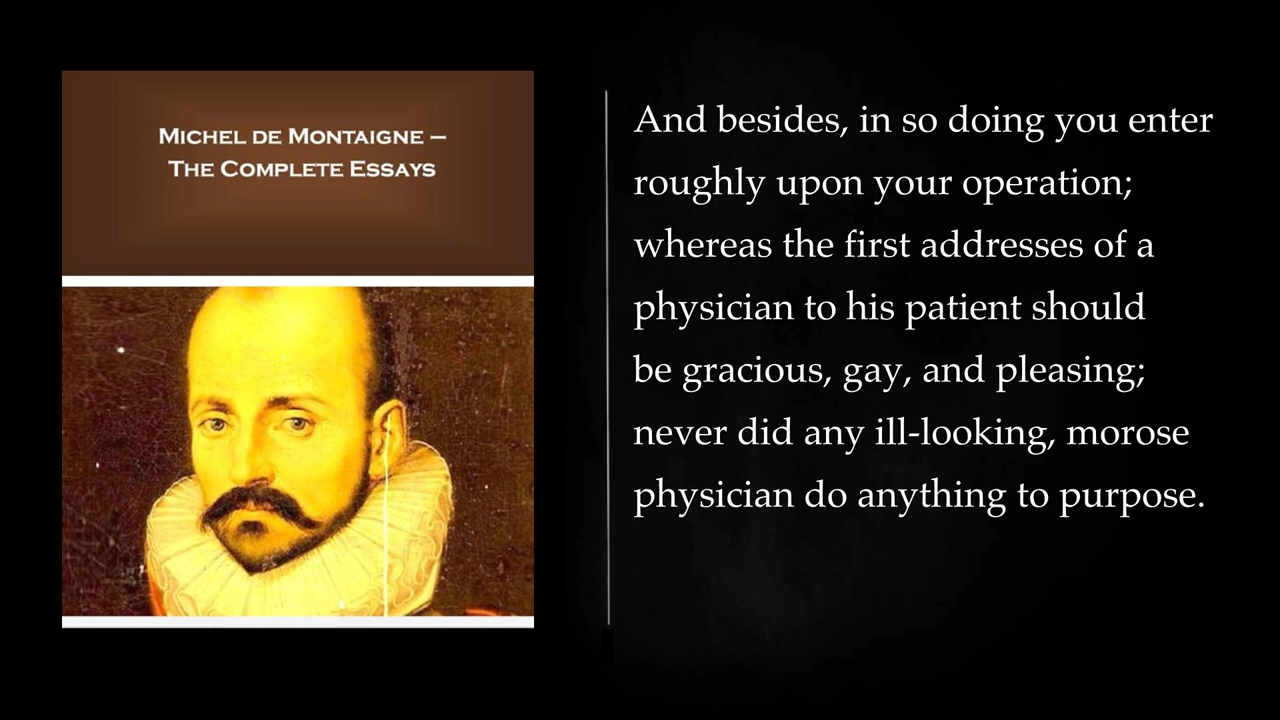 MICHEL DE MONTAIGNE –
THE COMPLETE ESSAYS
And besides, in so doing you enter
roughly upon your operation;
whereas the first addresses of a
physician to his patient should
be gracious, gay, and pleasing;
never did any ill-looking, morose
physician do anything to purpose.